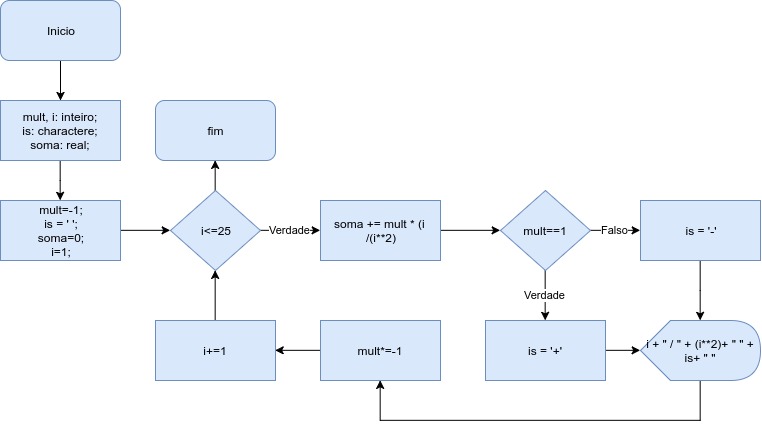 Inicio
mult, i: inteiro;
is: charactere;
soma: real;
fim
mult=-1;
is = ' ';
soma=0;
i=1;
i<=25
Verdade
soma += mult * (i
/(i**2)
mult==1
Falso
is = '-'
Verdade
i+=1
mult*=-1
is = '+'
i + " / " + (i**2)+ " " +
is+ " "